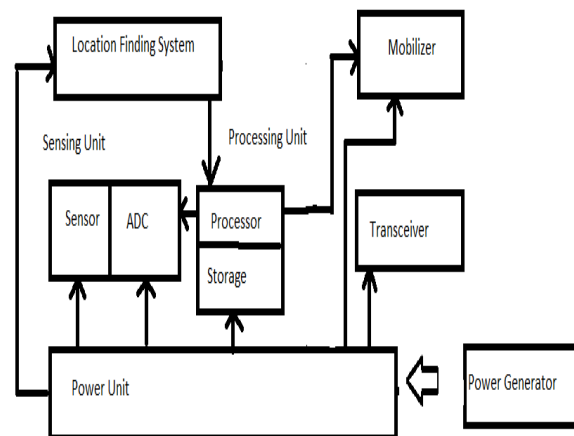 Location Finding System
Mobilizer
Sensing Unit
Processing Unit
Sensor
ADC
Processor
Storage
Transceiver
Power Unit
Power Generator